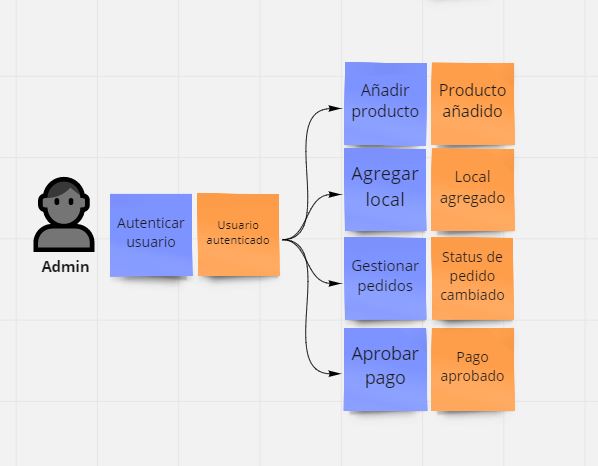 Admin
Autenticar
usuario
Usuario
autenticado
Añadir
producto
Producto
añadido
Agregar
local
Local
agregado
Gestionar
pedidos
Status de
pedido
cambiado
Aprobar
pago
Pago
aprobado